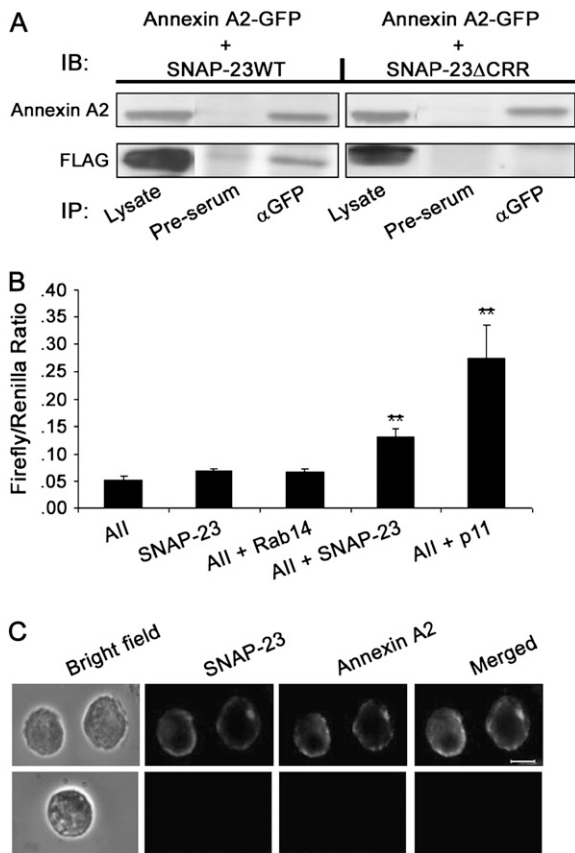 A
Annexin A2-GFP Annexin A2-GFP
+ +
IB: SNAP-23WT SNAP-23ΔCRR
Annexin A2
FLAG
IP: Lysate Pre-serum αGFP Lysate Pre-serum αGFP
B
Firefly/Renilla Ratio
.40
.35
.30
.25
.20
.15
.10
.05
.00
**
**
AII SNAP-23 AII + Rab14 AII + SNAP-23 AII + p11
C
Bright field SNAP-23 Annexin A2 Merged